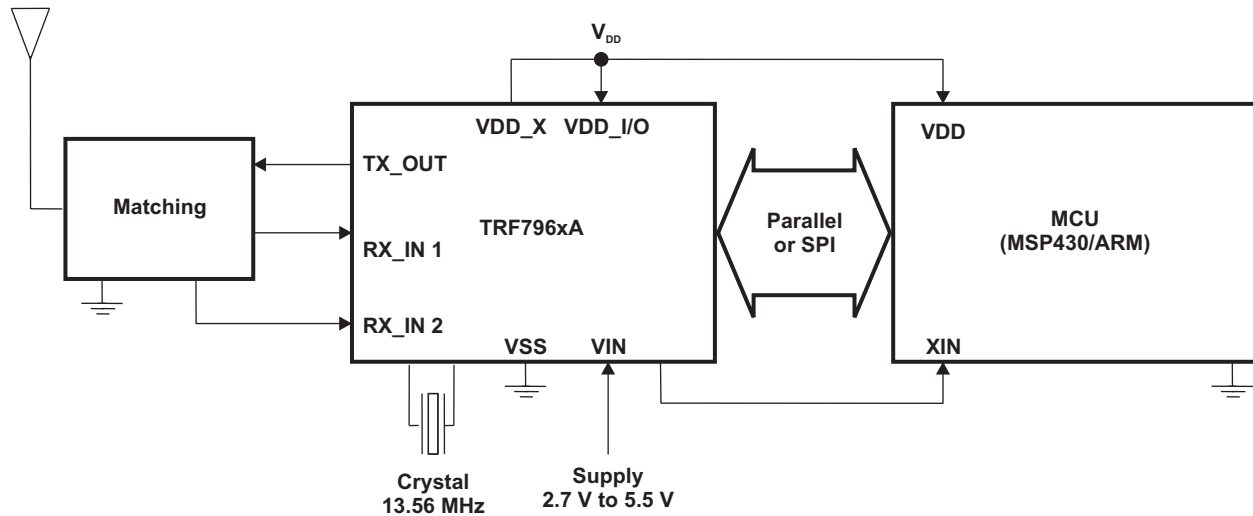 V_DD
VDD_X
VDD_I/O
VDD
TX_OUT
Matching
TRF796xA
Parallel
or SPI
MCU
(MSP430/ARM)
RX_IN 1
RX_IN 2
VSS
VIN
XIN
Crystal
13.56 MHz
Supply
2.7 V to 5.5 V